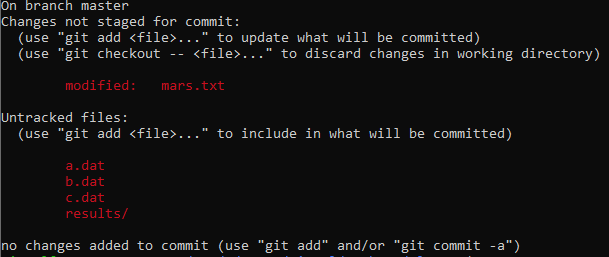 On branch master
Changes not staged for commit:
  (use "git add <file>..." to update what will be committed)
  (use "git checkout -- <file>..." to discard changes in working directory)
        modified:   mars.txt
Untracked files:
  (use "git add <file>..." to include in what will be committed)
        a.dat
        b.dat
        c.dat
        results/
no changes added to commit (use "git add" and/or "git commit -a")